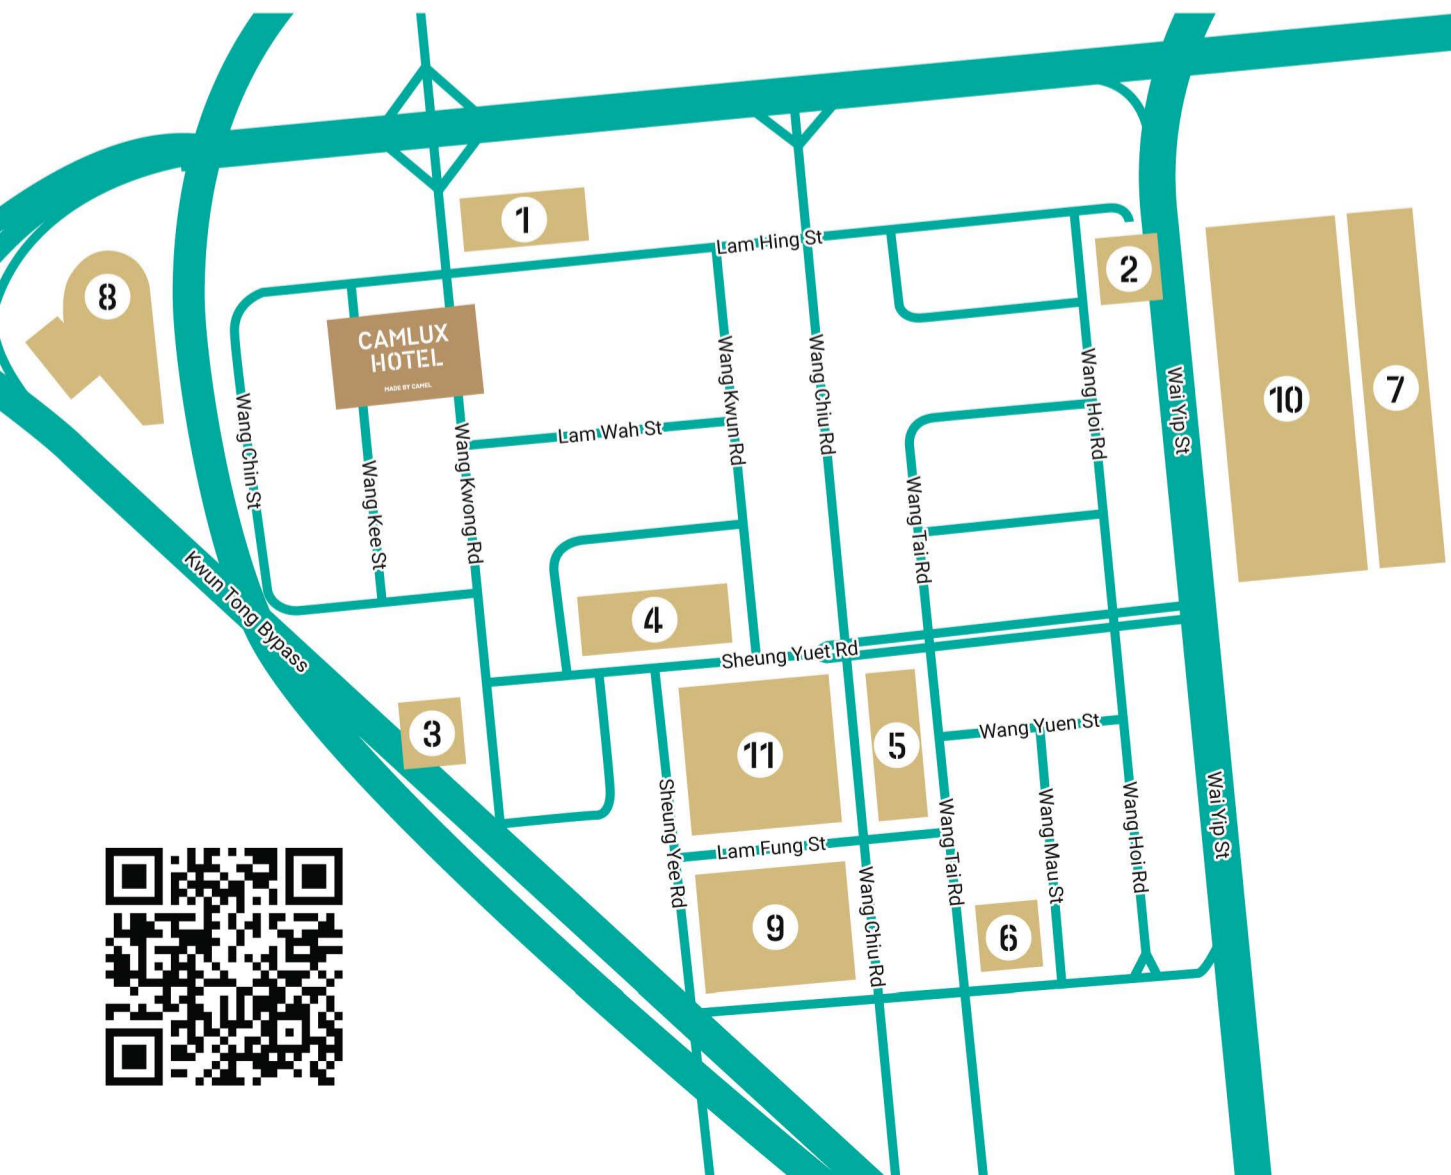 1
Lam Hing St
2
8
CAMLUX
HOTEL
MADE BY CAMEL
Wang Kwun Rd
Wang Chiu Rd
Wang Hoi Rd
Wai Yip St
10
7
Wang Chin St
Lam Wah St
Wang Kee St
Wang Kwong Rd
Wang Tai Rd
Kwun Tong Bypass
4
Sheung Yuet Rd
3
11
5
Wang Yuen St
Sheung Yee Rd
Lam Fung St
Wang Tai Rd
Wang Mau St
Wang Hoi Rd
Wai Yip St
9
Wang Chiu Rd
6